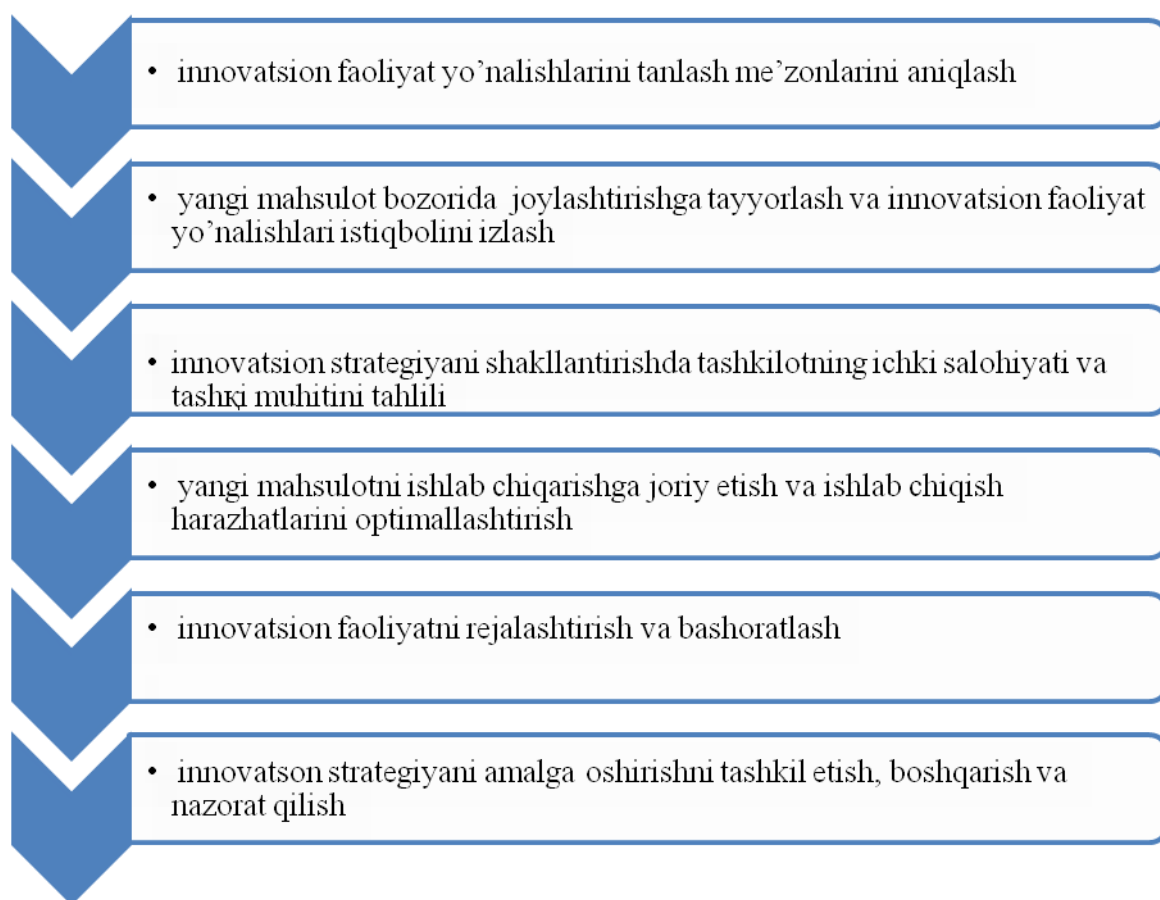 • innovatsion faoliyat yo’nalishlarini tanlash me’zonlarini aniqlash
• yangi mahsulot bozorida joylashtirishga tayyorlash va innovatsion faoliyat
yo’nalishlari istiqbolini izlash
• innovatsion strategiyani shakllantirishda tashkilotning ichki salohiyati va
tashқi muhitini tahlili
• yangi mahsulotni ishlab chiqarishga joriy etish va ishlab chiqish
harazhatlarini optimallashtirish
• innovatsion faoliyatni rejalashtirish va bashoratlash
• innovatson strategiyani amalga oshirishni tashkil etish, boshqarish va
nazorat qilish